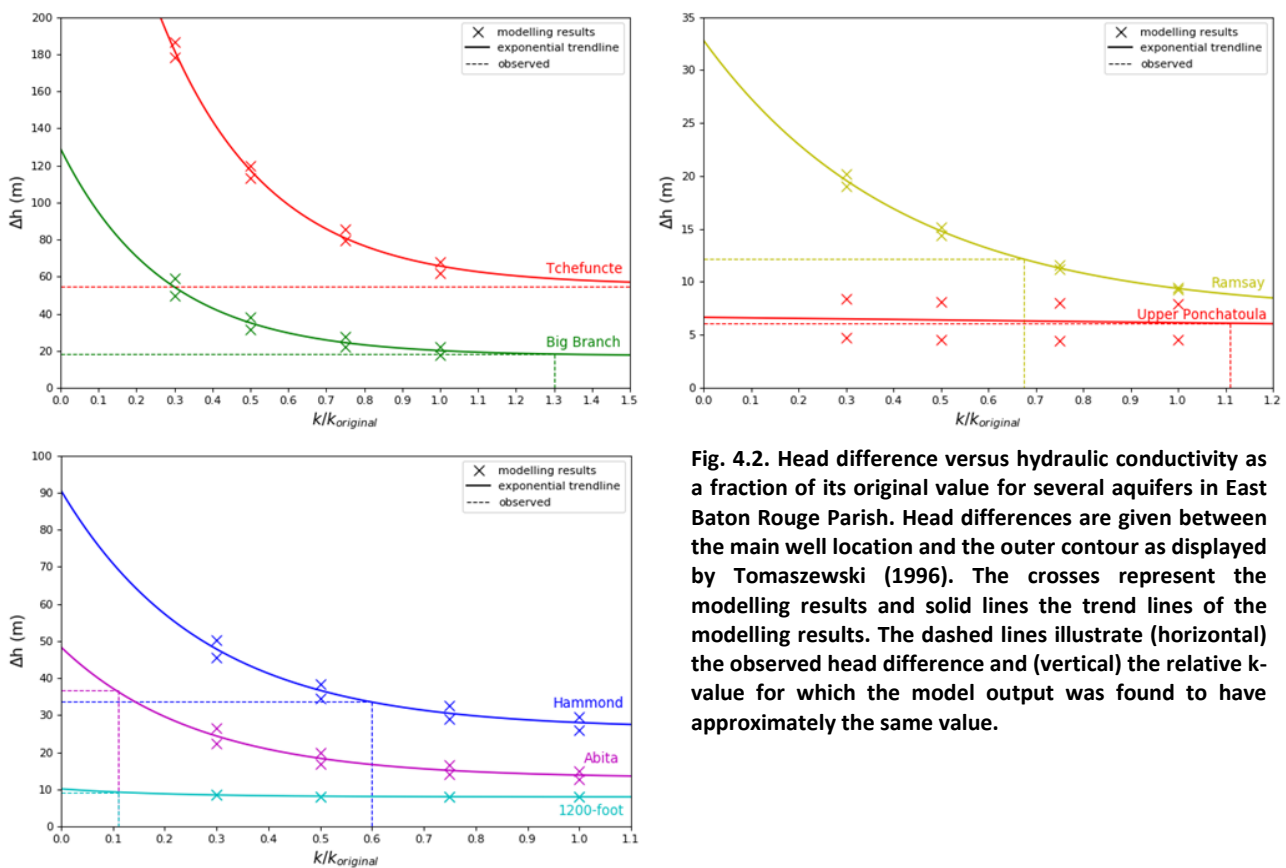 200
180
160
140
120
100
80
60
40
20
0
Δh (m)
modelling results
exponential trendline
observed
Tchefuncte
Big Branch
0.0 0.1 0.2 0.3 0.4 0.5 0.6 0.7 0.8 0.9 1.0 1.1 1.2 1.3 1.4 1.5
k/koriginal
35
30
25
20
15
10
5
0
Δh (m)
modelling results
exponential trendline
observed
Ramsay
Upper Ponchatoula
0.0 0.1 0.2 0.3 0.4 0.5 0.6 0.7 0.8 0.9 1.0 1.1 1.2
k/koriginal
100
90
80
70
60
50
40
30
20
10
0
Δh (m)
modelling results
exponential trendline
observed
Hammond
Abita
1200-foot
0.0 0.1 0.2 0.3 0.4 0.5 0.6 0.7 0.8 0.9 1.0 1.1
k/koriginal
Fig. 4.2. Head difference versus hydraulic conductivity as
a fraction of its original value for several aquifers in East
Baton Rouge Parish. Head differences are given between
the main well location and the outer contour as displayed
by Tomaszewski (1996). The crosses represent the
modelling results and solid lines the trend lines of the
modelling results. The dashed lines illustrate (horizontal)
the observed head difference and (vertical) the relative k-
value for which the model output was found to have
approximately the same value.